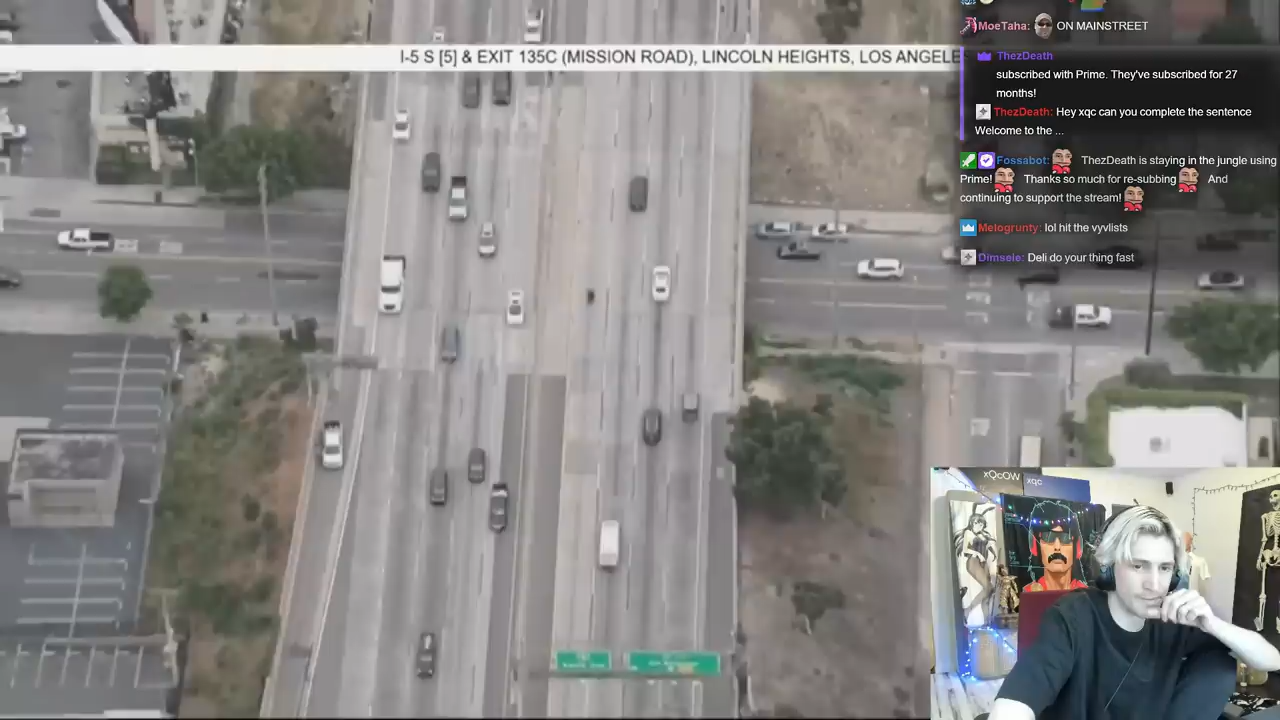 I-5 S [5] & EXIT 135C (MISSION ROAD), LINCOLN HEIGHTS, LOS ANGELE
MoeTaha: ON MAINSTREET
ThezDeath
subscribed with Prime. They've subscribed for 27
months!
ThezDeath: Hey xqc can you complete the sentence
Welcome to the ...
Fossabot: ThezDeath is staying in the jungle using
Prime! Thanks so much for re-subbing And
continuing to support the stream!
Melogrunty: lol hit the vyvlists
Dimsele: Deli do your thing fast
xQcOW xqc